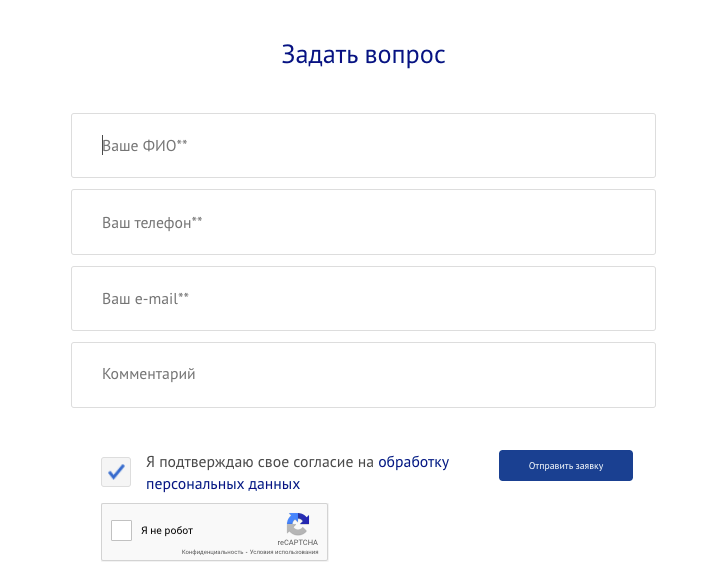 Задать вопрос
Ваше ФИО**
Ваш телефон**
Ваш e-mail**
Комментарий
Я подтверждаю свое согласие на обработку
персональных данных
Отправить заявку
Я не робот
reCAPTCHA
Конфиденциальность - Условия использования